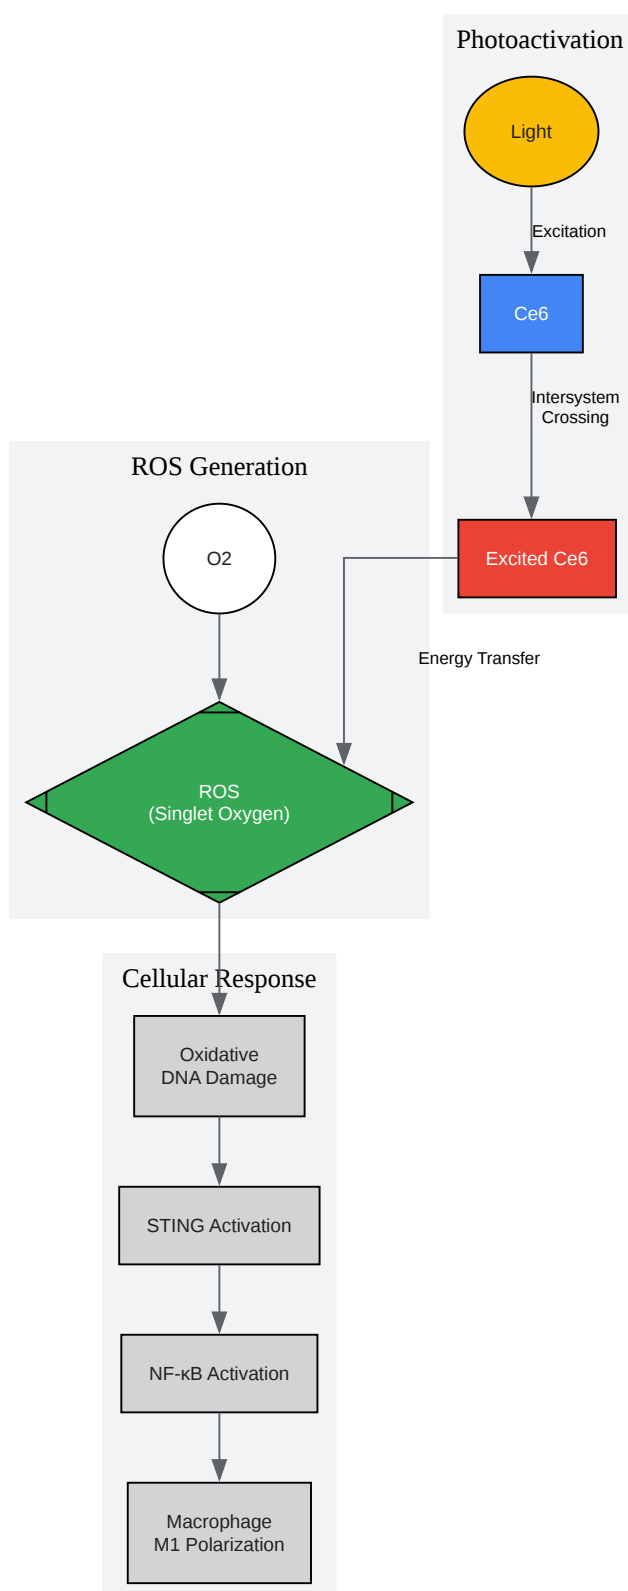 Photoactivation
Light
Excitation
Ce6
Intersystem
Crossing
Excited Ce6
ROS Generation
O2
Energy Transfer
ROS
(Singlet Oxygen)
Cellular Response
Oxidative
DNA Damage
STING Activation
NF-κB Activation
Macrophage
M1 Polarization